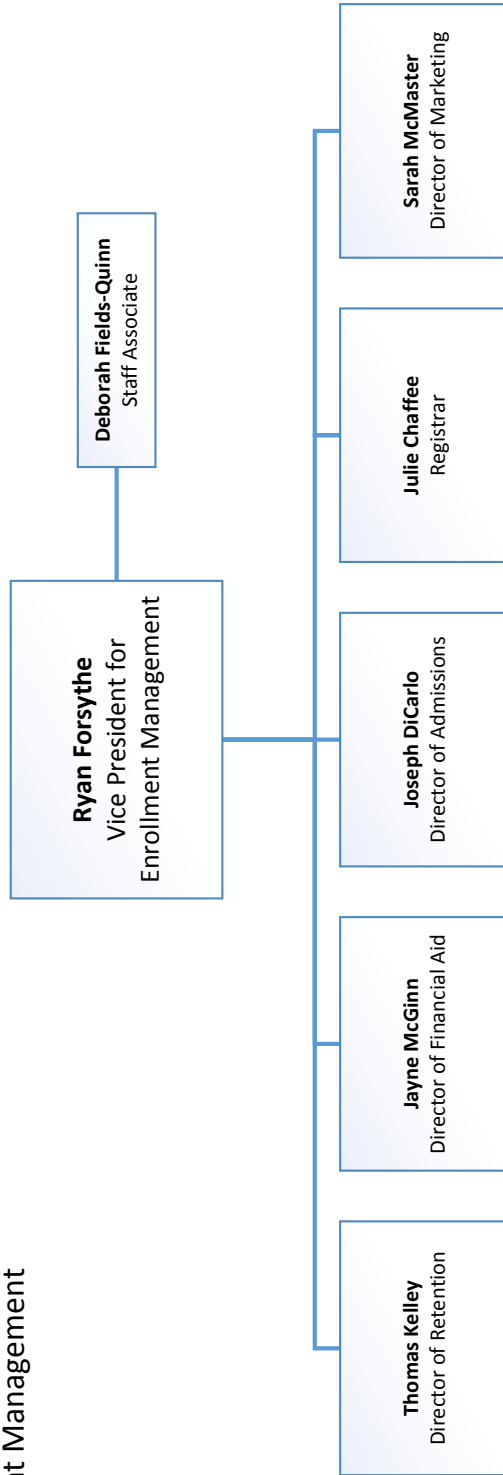 Management
Ryan Forsythe
Vice President for
Enrollment Management
Deborah Fields-Quinn
Staff Associate
Thomas Kelley
Director of Retention
Jayne McGinn
Director of Financial Aid
Joseph DiCarlo
Director of Admissions
Julie Chaffee
Registrar
Sarah McMaster
Director of Marketing